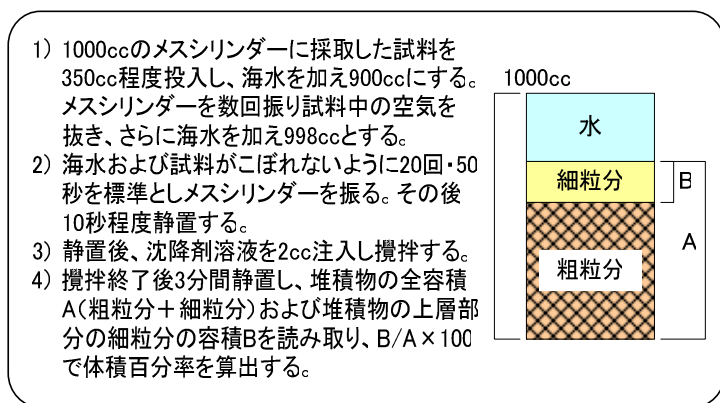 1) 1000ccのメスシリンダーに採取した試料を
350cc程度投入し、海水を加え900ccにする。
メスシリンダーを数回振り試料中の空気を
抜き、さらに海水を加え998ccとする。
2) 海水および試料がこぼれないように20回・50
秒を標準としメスシリンダーを振る。その後
10秒程度静置する。
3) 静置後、沈降剤溶液を2cc注入し攪拌する。
4) 攪拌終了後3分間静置し、堆積物の全容積
A(粗粒分＋細粒分)および堆積物の上層部
分の細粒分の容積Bを読み取り、B/A×100
で体積百分率を算出する。
1000cc
水
細粒分
B
A
粗粒分